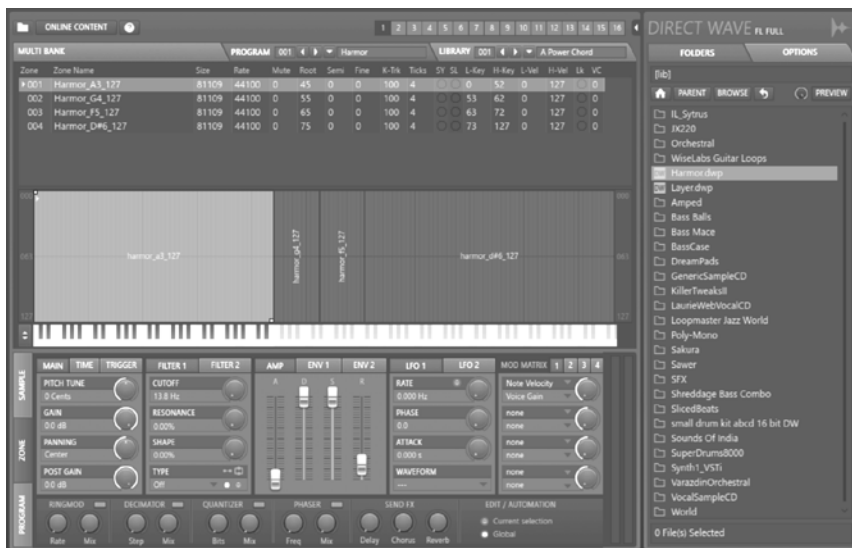 ONLINE CONTENT 1 2 3 4 5 6 7 8 9 10 11 12 13 14 15 16
MULTI BANK PROGRAM 001 Harmor LIBRARY 001 A Power Chord
Zone Zone Name Size Rate Mute Root Semi Fine K-Trk Ticks SY SL L-Key H-Key L-Vel H-Vel Lk VC
001 Harmor_A3_127 81109 44100 0 45 0 0 100 4 0 52 0 127 0
002 Harmor_G4_127 81109 44100 0 55 0 0 100 4 53 62 0 127 0
003 Harmor_F5_127 81109 44100 0 65 0 0 100 4 63 72 0 127 0
004 Harmor_D#6_127 81109 44100 0 75 0 0 100 4 73 127 0 127 0
000 000
063 harmor_a3_127 harmor_g4_127 harmor_f5_127 harmor_d#6_127 063
127 127
SAMPLE
ZONE
PROGRAM
MAIN TIME TRIGGER FILTER 1 FILTER 2 AMP ENV 1 ENV 2 LFO 1 LFO 2 MOD MATRIX 1 2 3 4
PITCH TUNE CUTOFF A D S R RATE Note Velocity
0 Cents 13.8 Hz 0.000 Hz Voice Gain
GAIN RESONANCE PHASE none
0.0 dB 0.00% 0.0 none
PANNING SHAPE ATTACK none
Center 0.00% 0.000 s none
POST GAIN TYPE WAVEFORM none
0.0 dB Off --- none
RINGMOD DECIMATOR QUANTIZER PHASER SEND FX EDIT / AUTOMATION
Current selection
Global
Rate Mix Step Mix Bits Mix Freq Mix Delay Chorus Reverb
DIRECT WAVE FL FULL
FOLDERS OPTIONS
[lib]
PARENT BROWSE PREVIEW
IL_Sytrus
JX220
Orchestral
WiseLabs Guitar Loops
Harmor.dwp
Layer.dwp
Amped
Bass Balls
Bass Mace
BassCase
DreamPads
GenericSampleCD
KillerTweaksII
LaurieWebVocalCD
Loopmaster Jazz World
Poly-Mono
Sakura
Sawer
SFX
Shreddage Bass Combo
SlicedBeats
small drum kit abcd 16 bit DW
Sounds Of India
SuperDrums8000
Synth1_VSTi
VarazdinOrchestral
VocalSampleCD
World
0 File(s) Selected